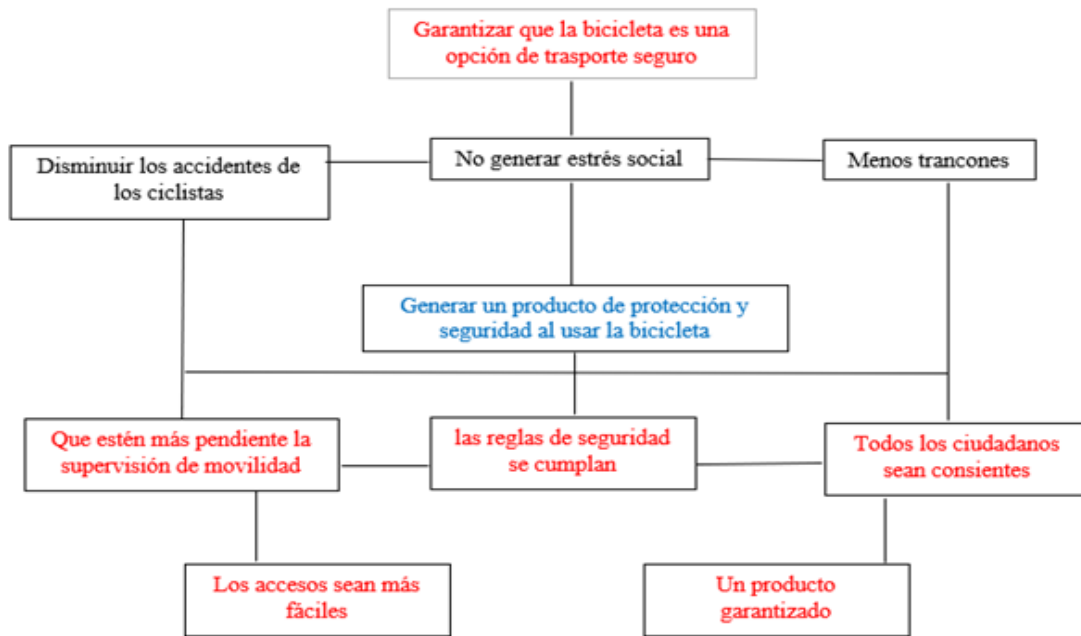 Garantizar que la bicicleta es una
opción de trasporte seguro
Disminuir los accidentes de
los ciclistas
No generar estrés social
Menos trancones
Generar un producto de protección y
seguridad al usar la bicicleta
Que estén más pendiente la
supervisión de movilidad
las reglas de seguridad
se cumplan
Todos los ciudadanos
sean consientes
Los accesos sean más
fáciles
Un producto
garantizado